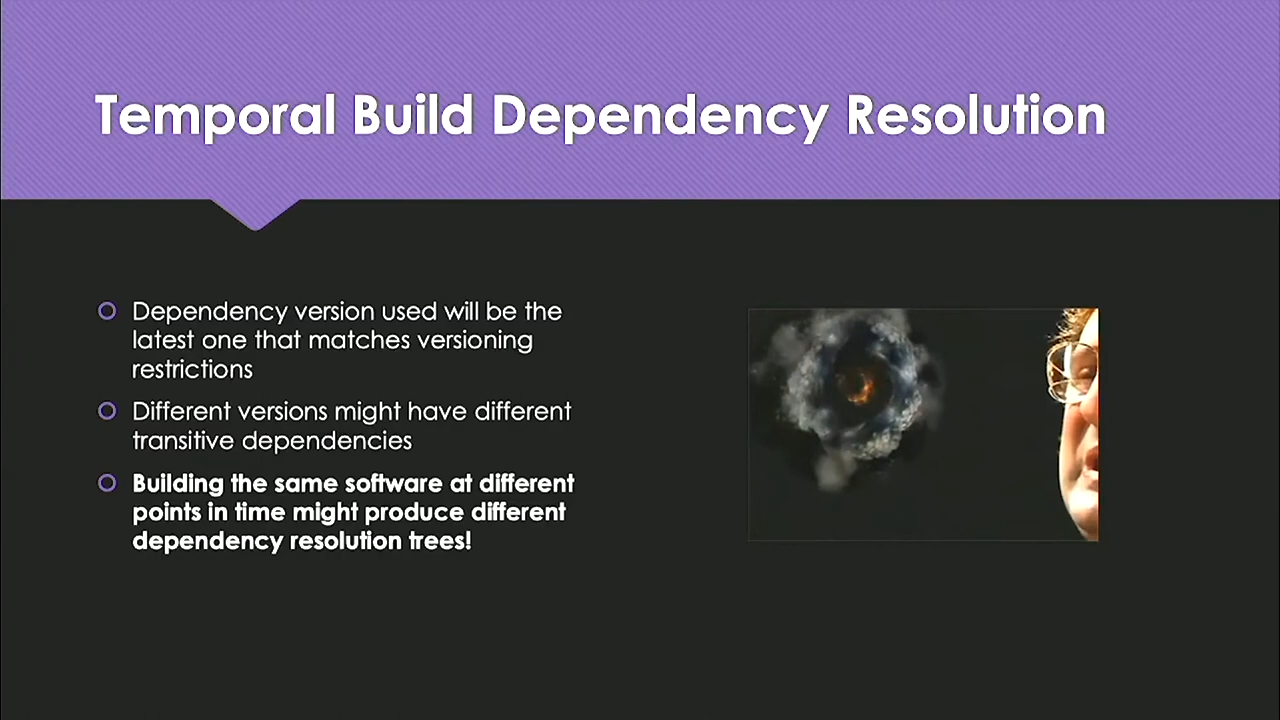 Temporal Build Dependency Resolution
Dependency version used will be the
latest one that matches versioning
restrictions
Different versions might have different
transitive dependencies
Building the same software at different
points in time might produce different
dependency resolution trees!